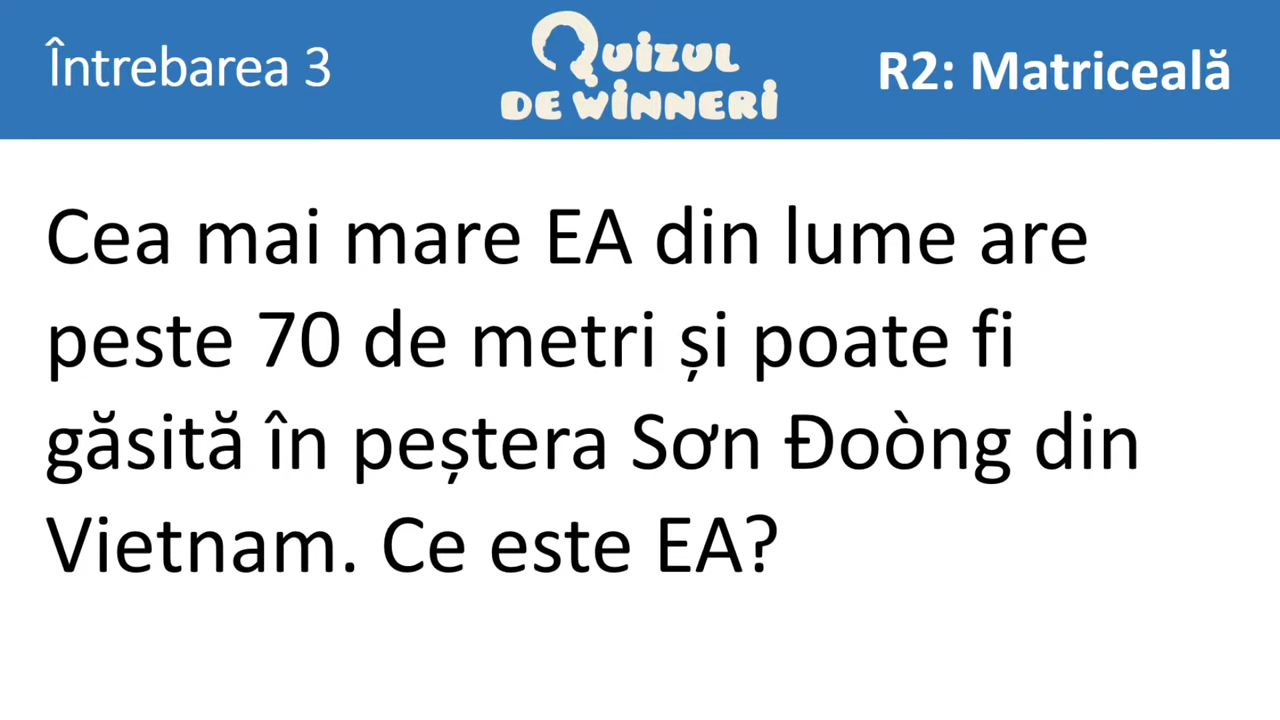 Întrebarea 3
QUIZUL
DE WINNERI
R2: Matriceală
Cea mai mare EA din lume are
peste 70 de metri și poate fi
găsită în peștera Sơn Đoòng din
Vietnam. Ce este EA?